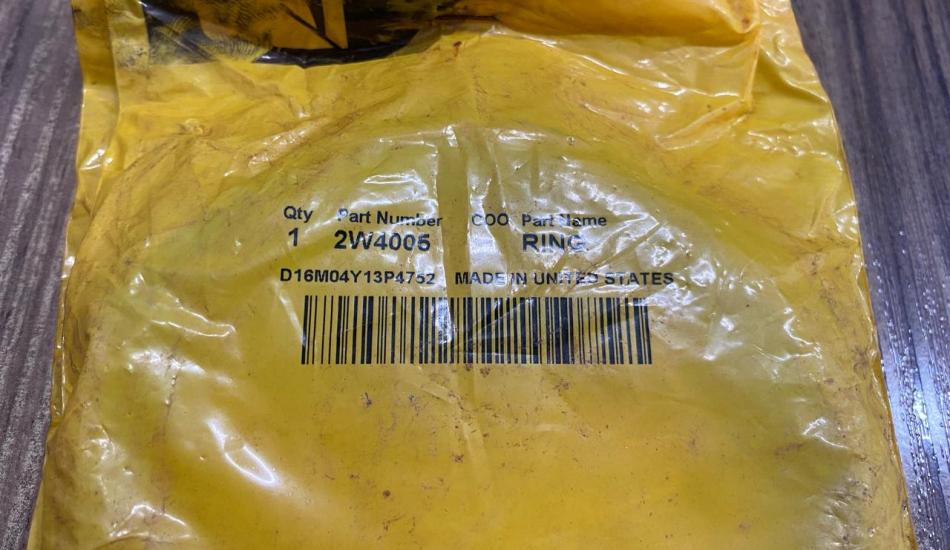 Qty Part Number COO Part Name
1 2W4005 RING
D16M04Y13P4752 MADE IN UNITED STATES